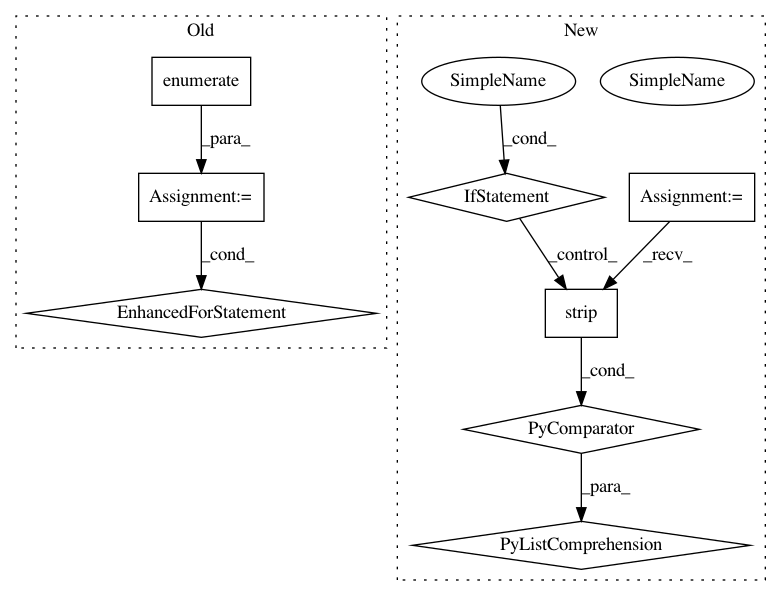 Old
New
enumerate
SimpleName
SimpleName
_para_
_cond_
Assignment:=
IfStatement
Assignment:=
_cond_
_control_
_recv_
EnhancedForStatement
strip
_cond_
PyComparator
_para_
PyListComprehension